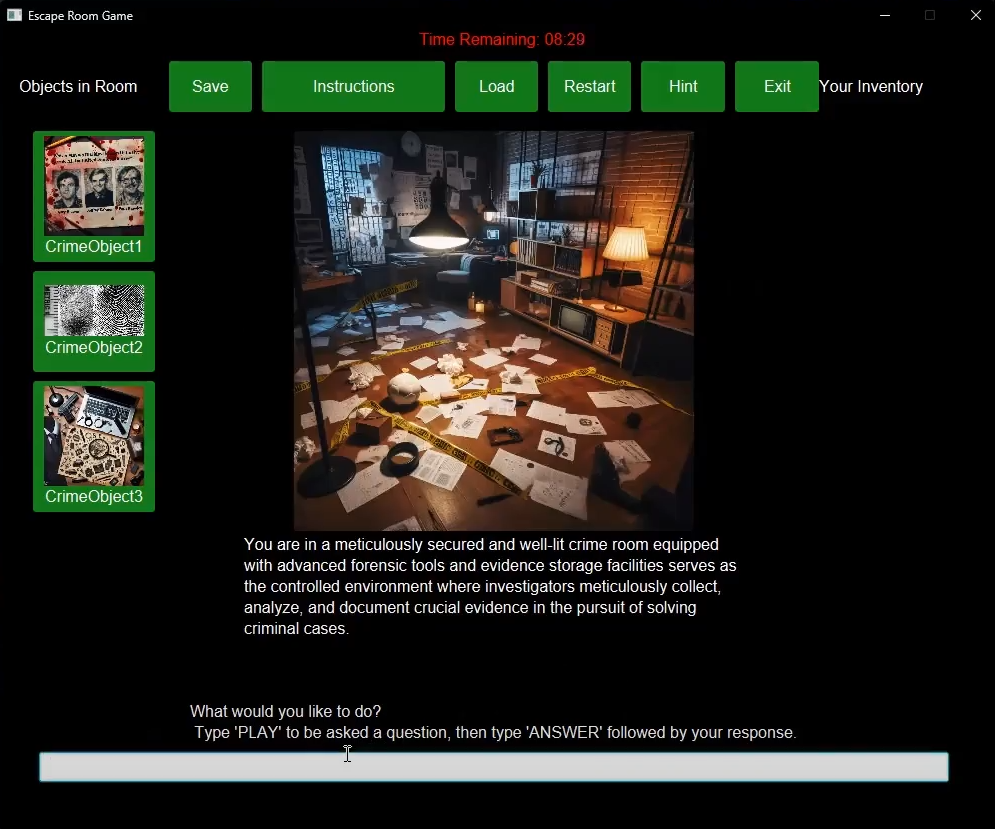 Escape Room Game
Time Remaining: 08:29
Objects in Room
Save
Instructions
Load
Restart
Hint
Exit
Your Inventory
CrimeObject1
CrimeObject2
CrimeObject3
You are in a meticulously secured and well-lit crime room equipped
with advanced forensic tools and evidence storage facilities serves as
the controlled environment where investigators meticulously collect,
analyze, and document crucial evidence in the pursuit of solving
criminal cases.
What would you like to do?
Type 'PLAY' to be asked a question, then type 'ANSWER' followed by your response.